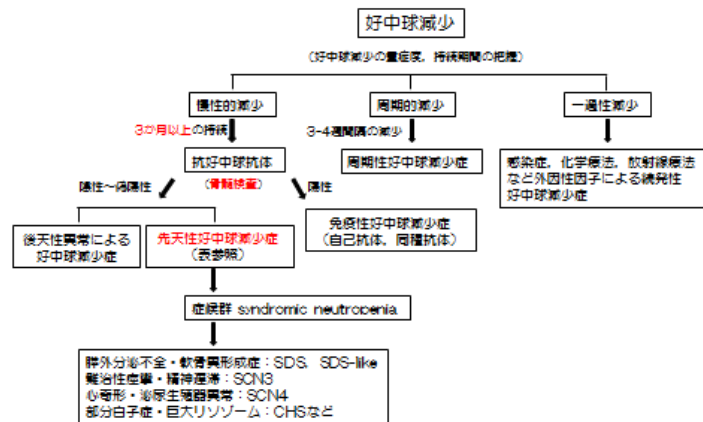 好中球減少
(好中球減少の重症度，持続期間の把握)
慢性的減少
周期的減少
一過性減少
3か月以上の持続
3-4週間隔の減少
抗好中球抗体
(骨髄検査)
周期性好中球減少症
感染症，化学療法，放射線療法
など外因性因子による続発性
好中球減少症
陰性～偽陽性
陽性
後天性異常による
好中球減少症
先天性好中球減少症
(表参照)
免疫性好中球減少症
(自己抗体，同種抗体)
症候群 syndromic neutropenia
膵外分泌不全・軟骨異形成症：SDS，SDS-like
難治性痙攣・精神遅滞：SCN3
心奇形・泌尿生殖器異常：SCN4
部分白子症・巨大リソゾーム：CHSなど